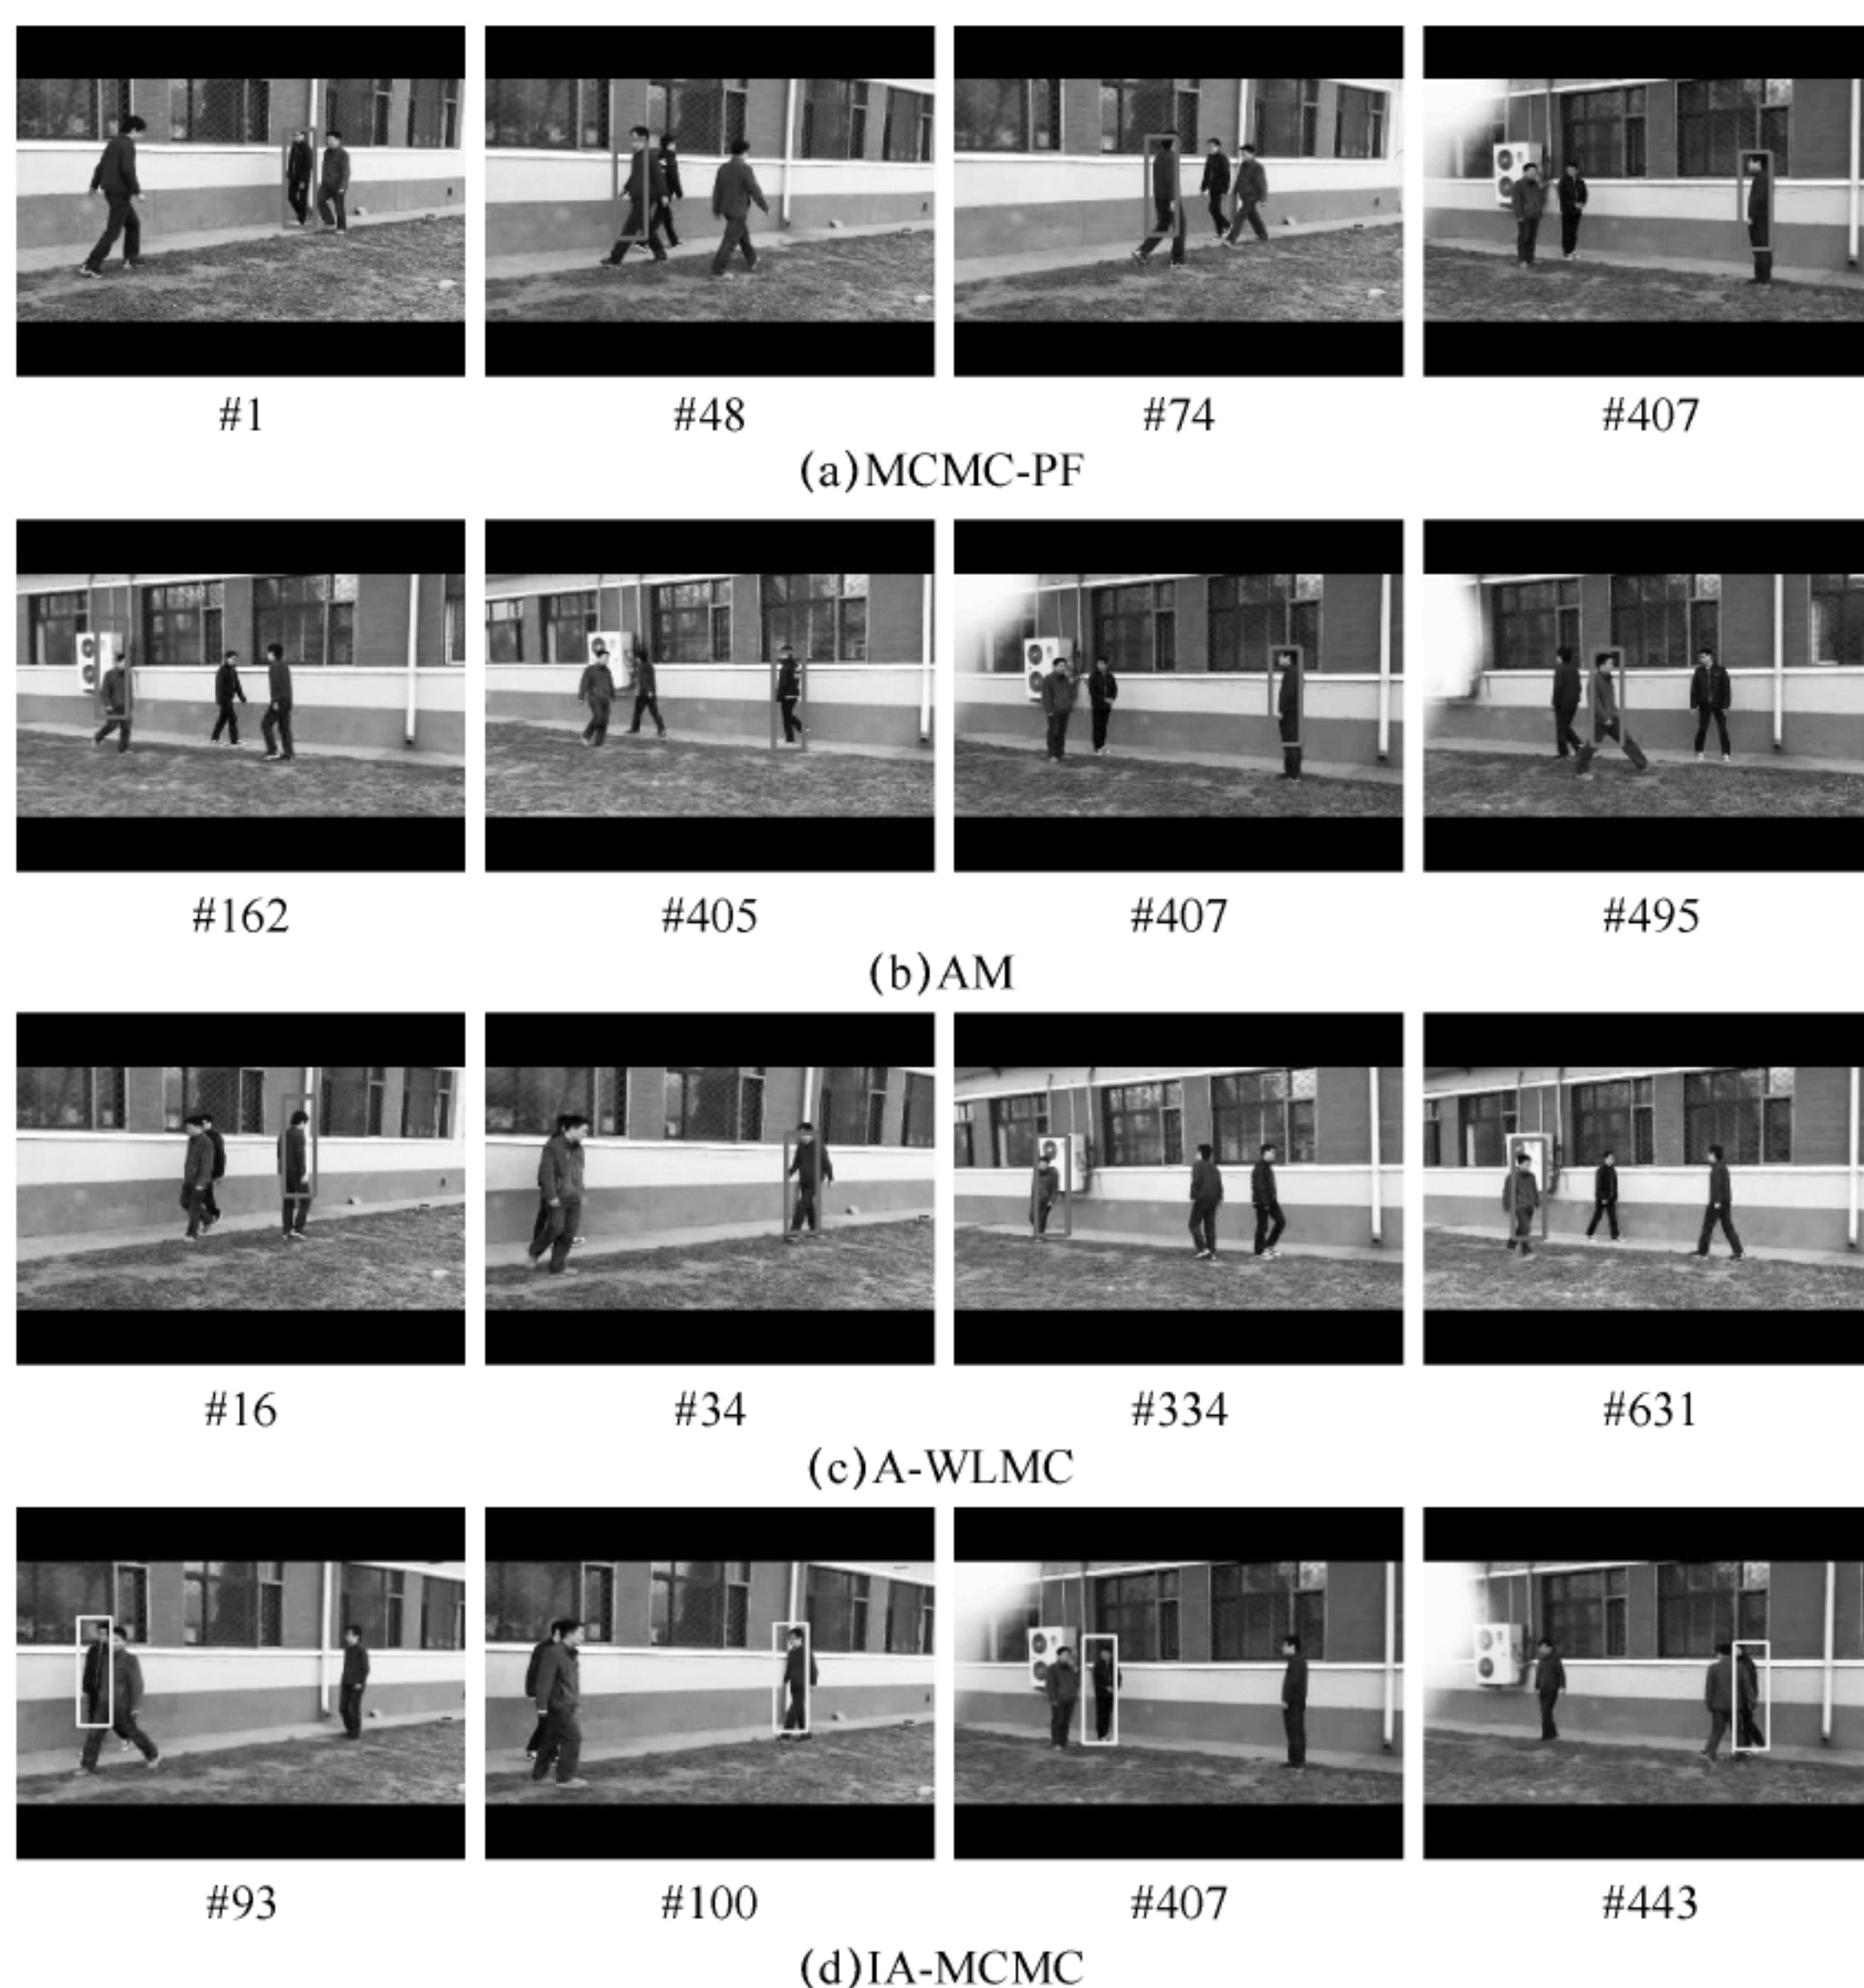 #1 #48 #74 #407
(a)MCMC-PF
#162 #405 #407 #495
(b)AM
#16 #34 #334 #631
(c)A-WLMC
#93 #100 #407 #443
(d)IA-MCMC